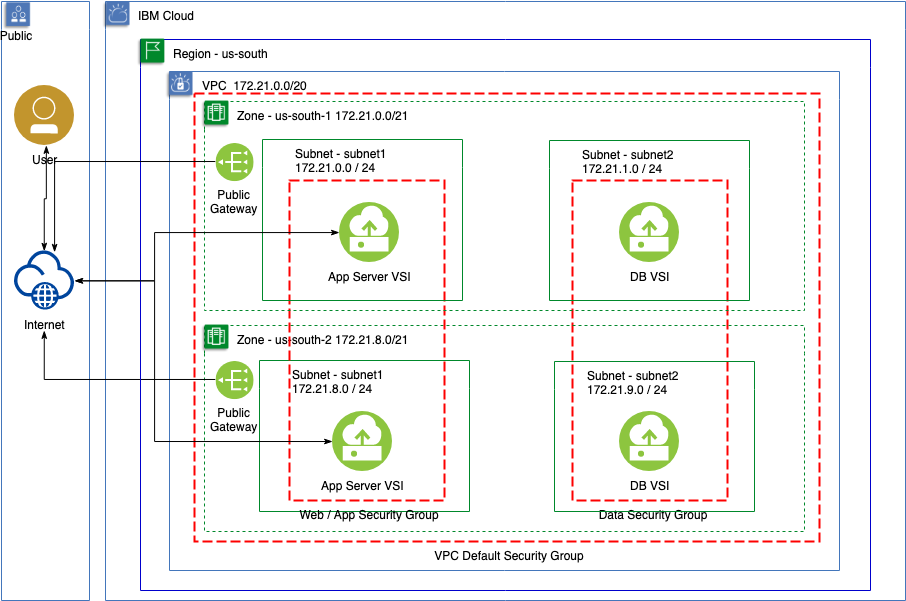 Public
IBM Cloud
Region - us-south
VPC 172.21.0.0/20
Zone - us-south-1 172.21.0.0/21
User
Public
Gateway
Subnet - subnet1
172.21.0.0 / 24
App Server VSI
Subnet - subnet2
172.21.1.0 / 24
DB VSI
Internet
Zone - us-south-2 172.21.8.0/21
Public
Gateway
Subnet - subnet1
172.21.8.0 / 24
App Server VSI
Subnet - subnet2
172.21.9.0 / 24
DB VSI
Web / App Security Group
Data Security Group
VPC Default Security Group